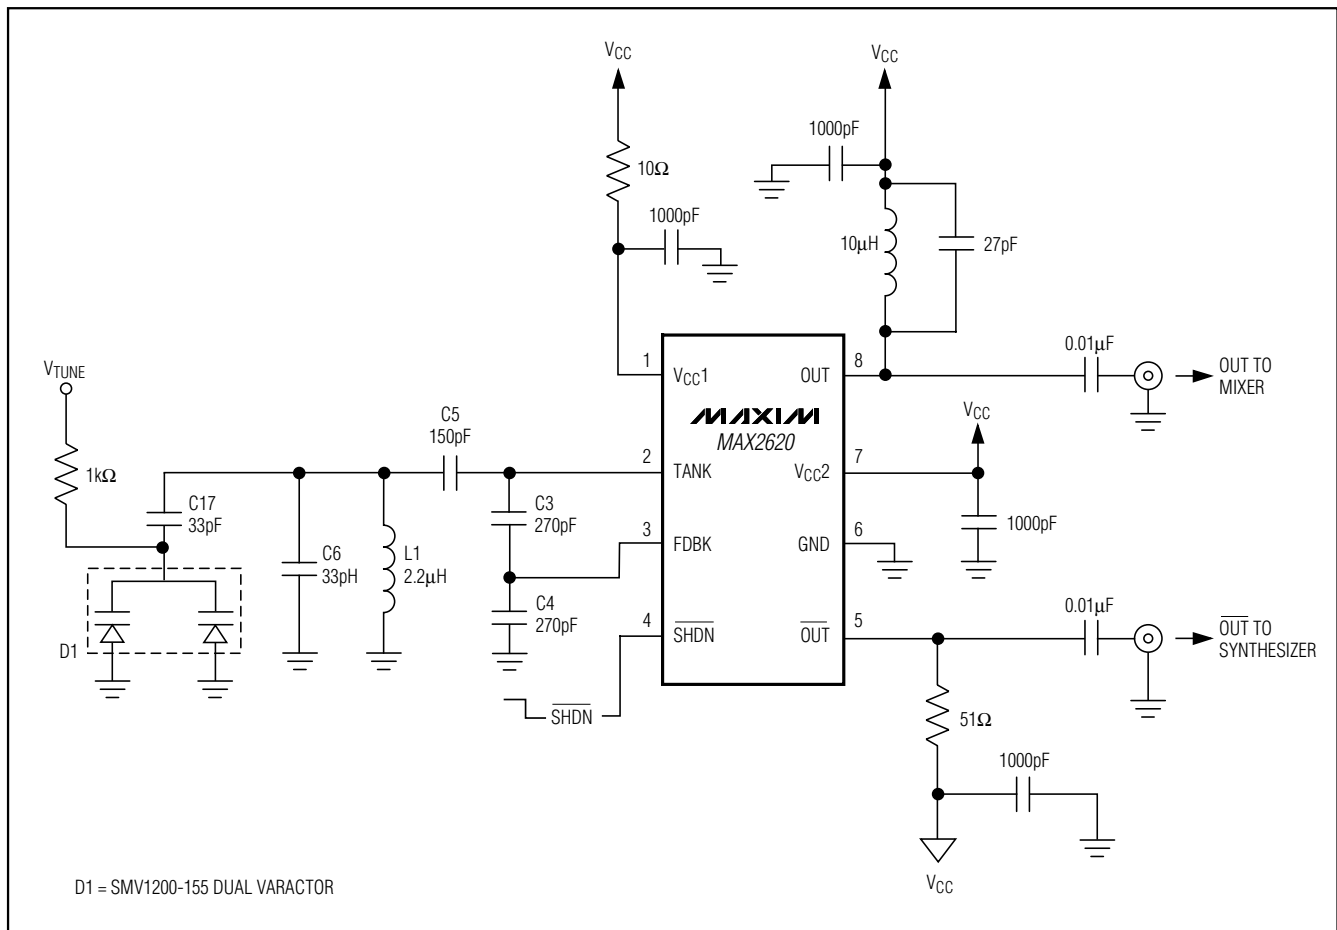 VCC
10Ω
1000pF
VCC
1000pF
10µH
27pF
VTUNE
1kΩ
C17
33pF
D1
C6
33pH
L1
2.2µH
C5
150pF
C3
270pF
C4
270pF
SHDN
1
VCC1
2
TANK
3
FDBK
4
SHDN
MAXIM
MAX2620
8
OUT
7
VCC2
6
GND
5
OUT
0.01µF
OUT TO
MIXER
VCC
1000pF
0.01µF
OUT TO
SYNTHESIZER
51Ω
1000pF
VCC
D1 = SMV1200-155 DUAL VARACTOR